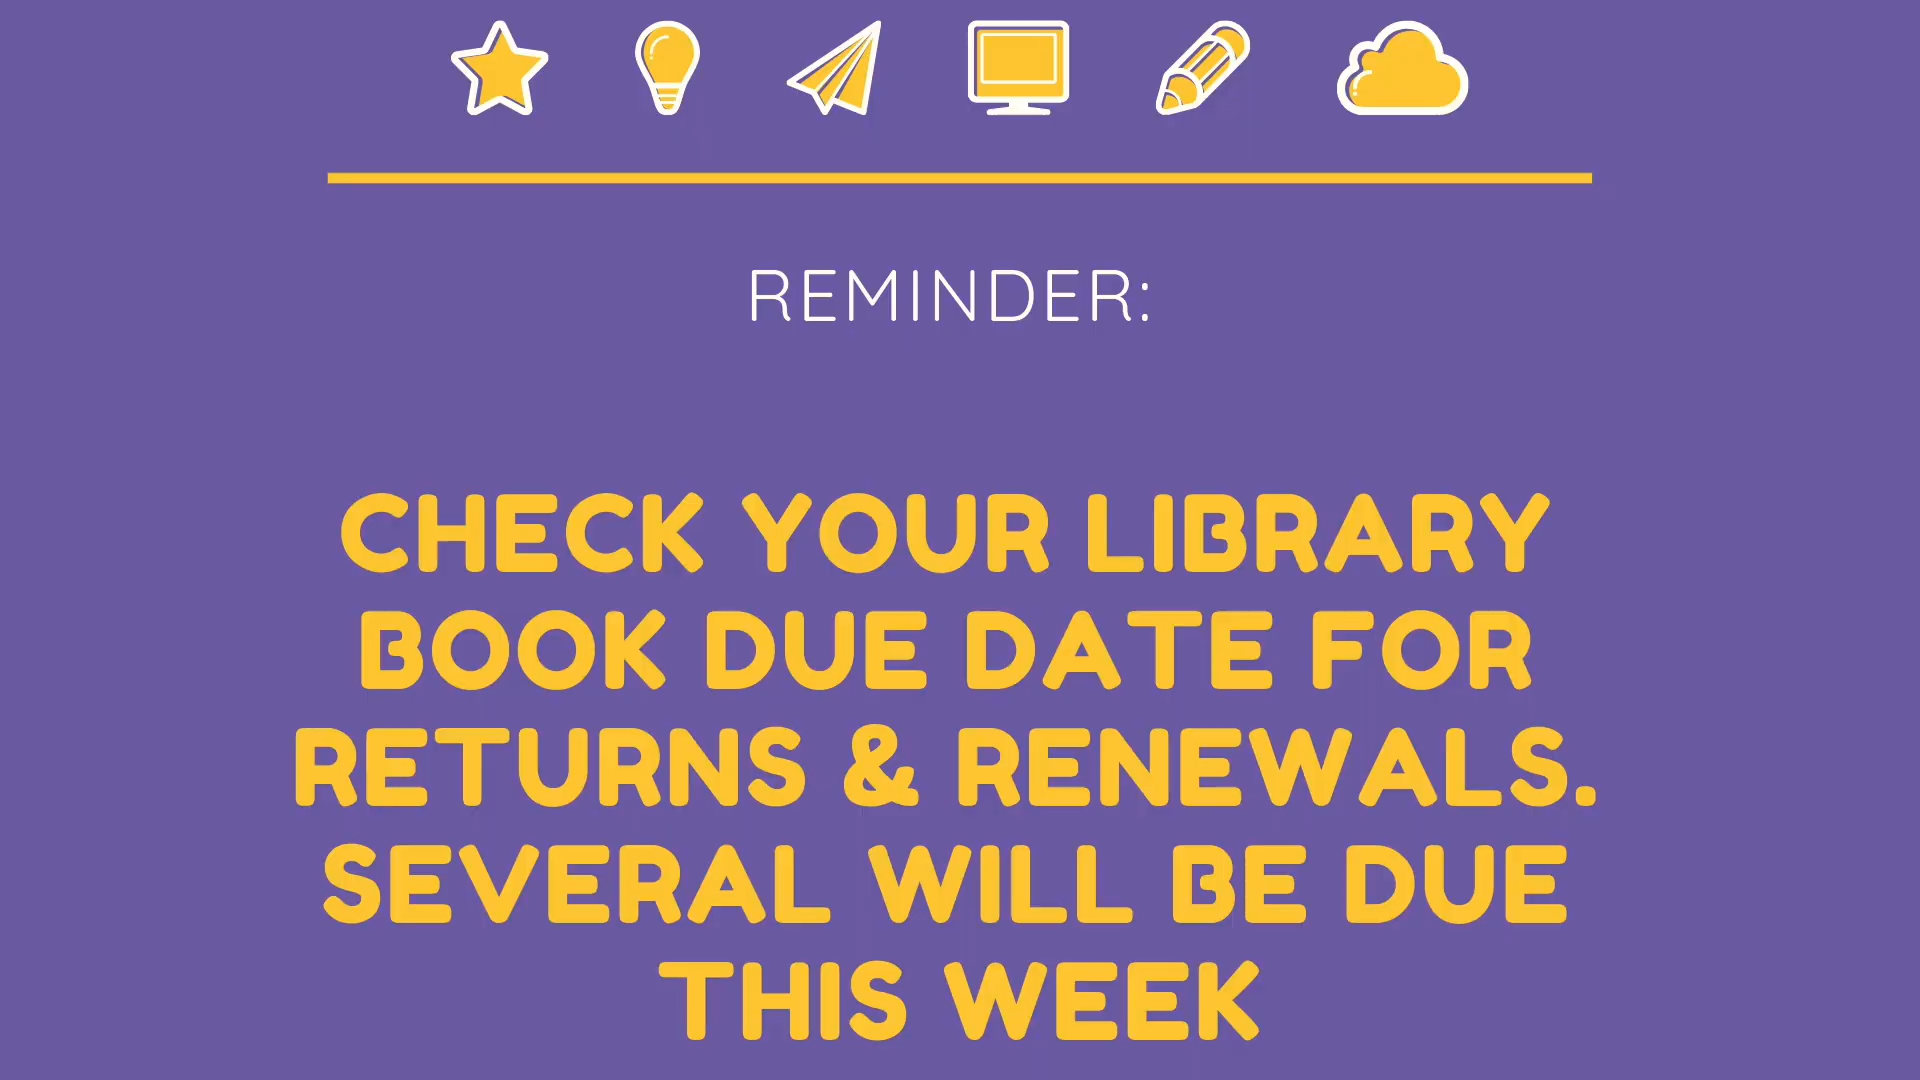 REMINDER:
CHECK YOUR LIBRARY
BOOK DUE DATE FOR
RETURNS & RENEWALS.
SEVERAL WILL BE DUE
THIS WEEK